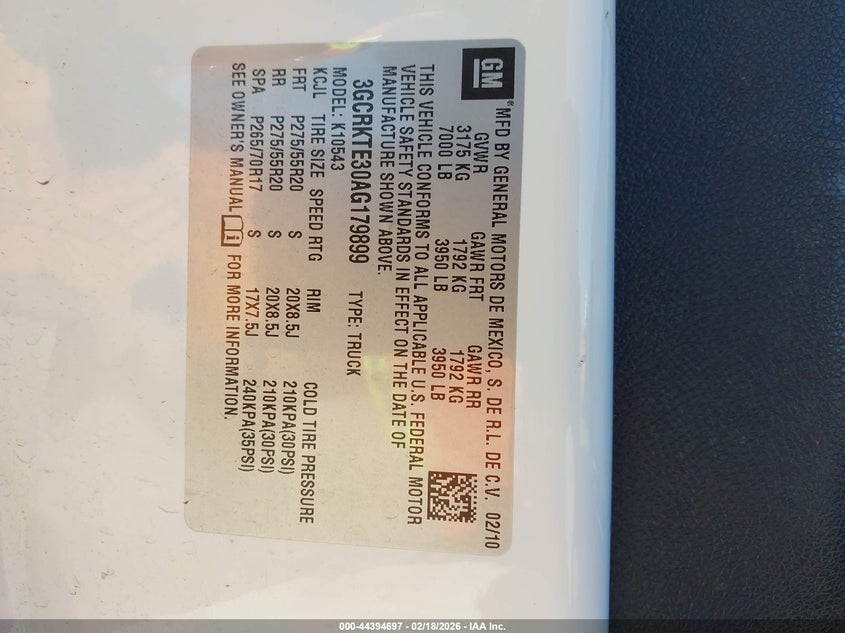 GM
® MFD BY GENERAL MOTORS DE MEXICO, S. DE R.L. DE C.V. 02/10
GVWR GAWR FRT GAWR RR
3175 KG 1792 KG 1792 KG
7000 LB 3950 LB 3950 LB
THIS VEHICLE CONFORMS TO ALL APPLICABLE U.S. FEDERAL MOTOR
VEHICLE SAFETY STANDARDS IN EFFECT ON THE DATE OF
MANUFACTURE SHOWN ABOVE.
3GCRKTE30AG179899 TYPE: TRUCK
MODEL: K10543
KCJL TIRE SIZE SPEED RTG RIM COLD TIRE PRESSURE
FRT P275/55R20 S 20X8.5J 210KPA(30PSI)
RR P275/55R20 S 20X8.5J 210KPA(30PSI)
SPA P265/70R17 S 17X7.5J 240KPA(35PSI)
SEE OWNER'S MANUAL i FOR MORE INFORMATION.
000-44394697 - 02/18/2026 - IAA Inc.